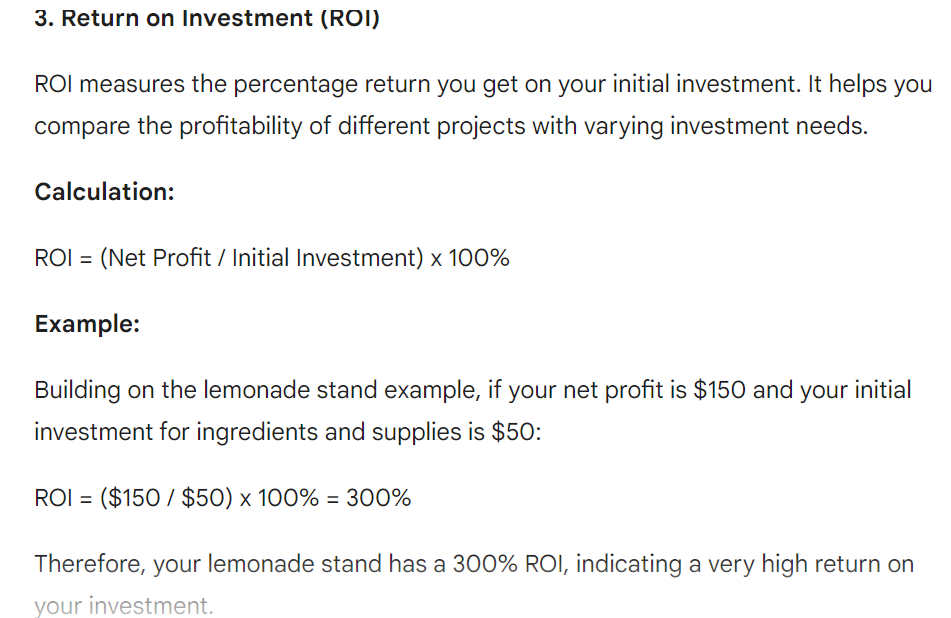 3. Return on Investment (ROI)
ROI measures the percentage return you get on your initial investment. It helps you
compare the profitability of different projects with varying investment needs.
Calculation:
ROI = (Net Profit / Initial Investment) x 100%
Example:
Building on the lemonade stand example, if your net profit is $150 and your initial
investment for ingredients and supplies is $50:
ROI = ($150 / $50) x 100% = 300%
Therefore, your lemonade stand has a 300% ROI, indicating a very high return on
your investment.